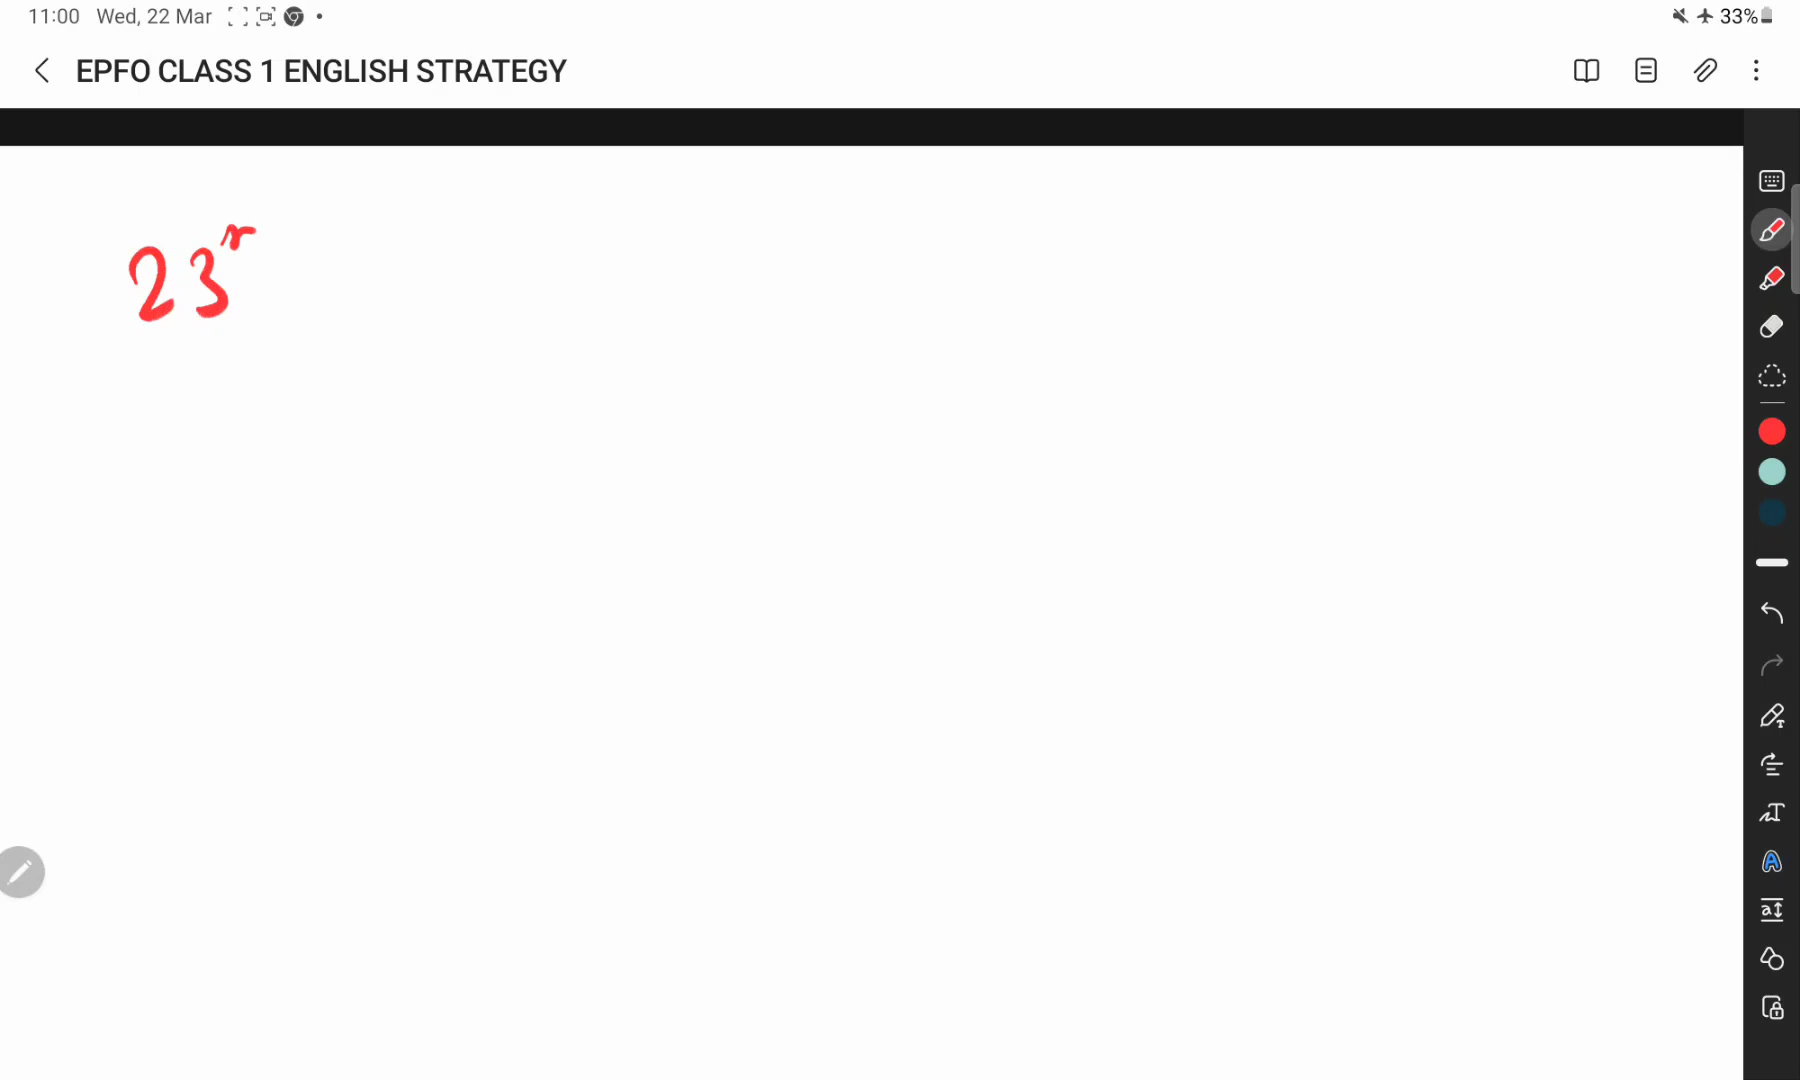 11:00 Wed, 22 Mar 33%
EPFO CLASS 1 ENGLISH STRATEGY
23r